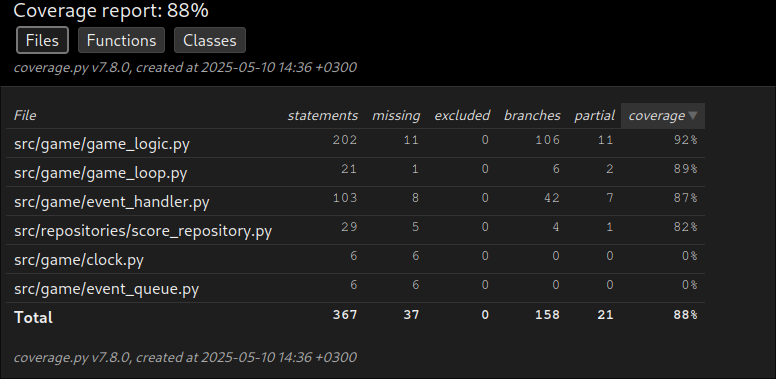 Coverage report: 88%
Files Functions Classes
coverage.py v7.8.0, created at 2025-05-10 14:36 +0300
File statements missing excluded branches partial coverage▼
src/game/game_logic.py 202 11 0 106 11 92%
src/game/game_loop.py 21 1 0 6 2 89%
src/game/event_handler.py 103 8 0 42 7 87%
src/repositories/score_repository.py 29 5 0 4 1 82%
src/game/clock.py 6 6 0 0 0 0%
src/game/event_queue.py 6 6 0 0 0 0%
Total 367 37 0 158 21 88%
coverage.py v7.8.0, created at 2025-05-10 14:36 +0300